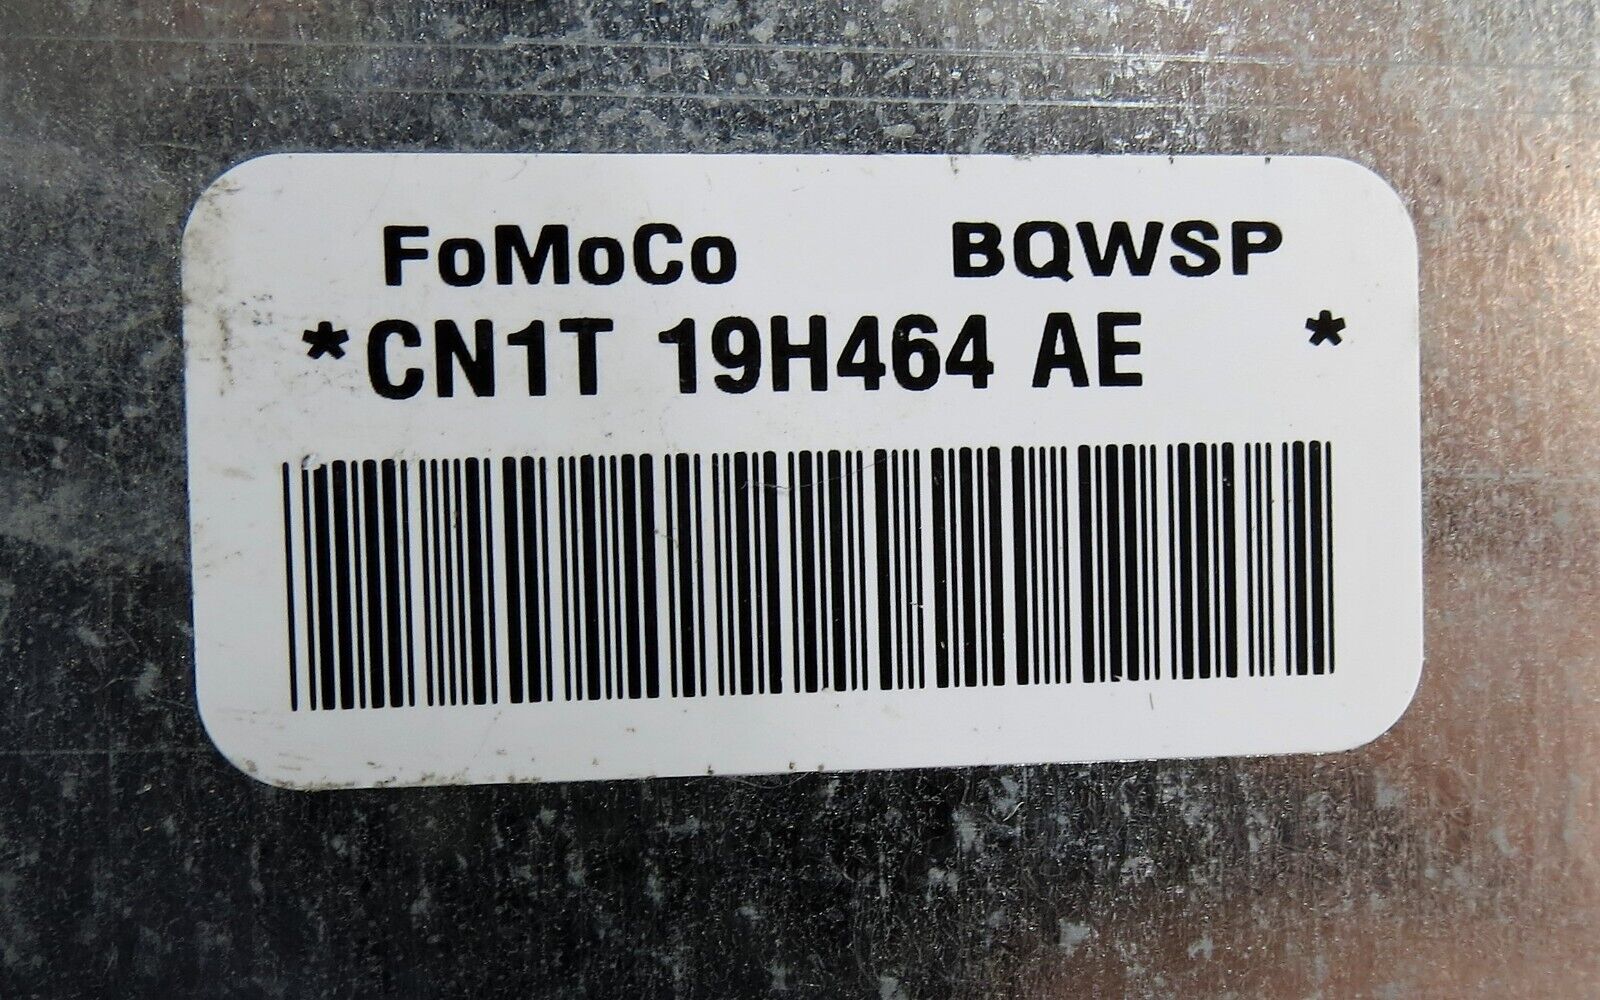 FoMoCo BQWSP
*CN1T 19H464 AE *